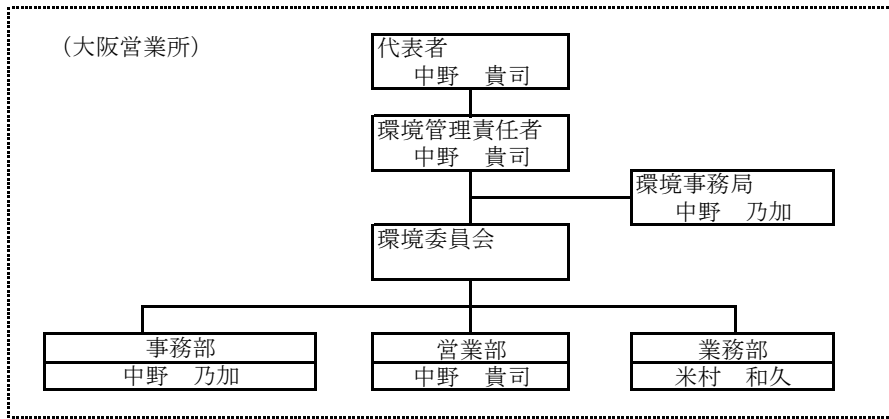 （大阪営業所）
代表者
中野　貴司
環境管理責任者
中野　貴司
環境事務局
中野　乃加
環境委員会
事務部
中野　乃加
営業部
中野　貴司
業務部
米村　和久